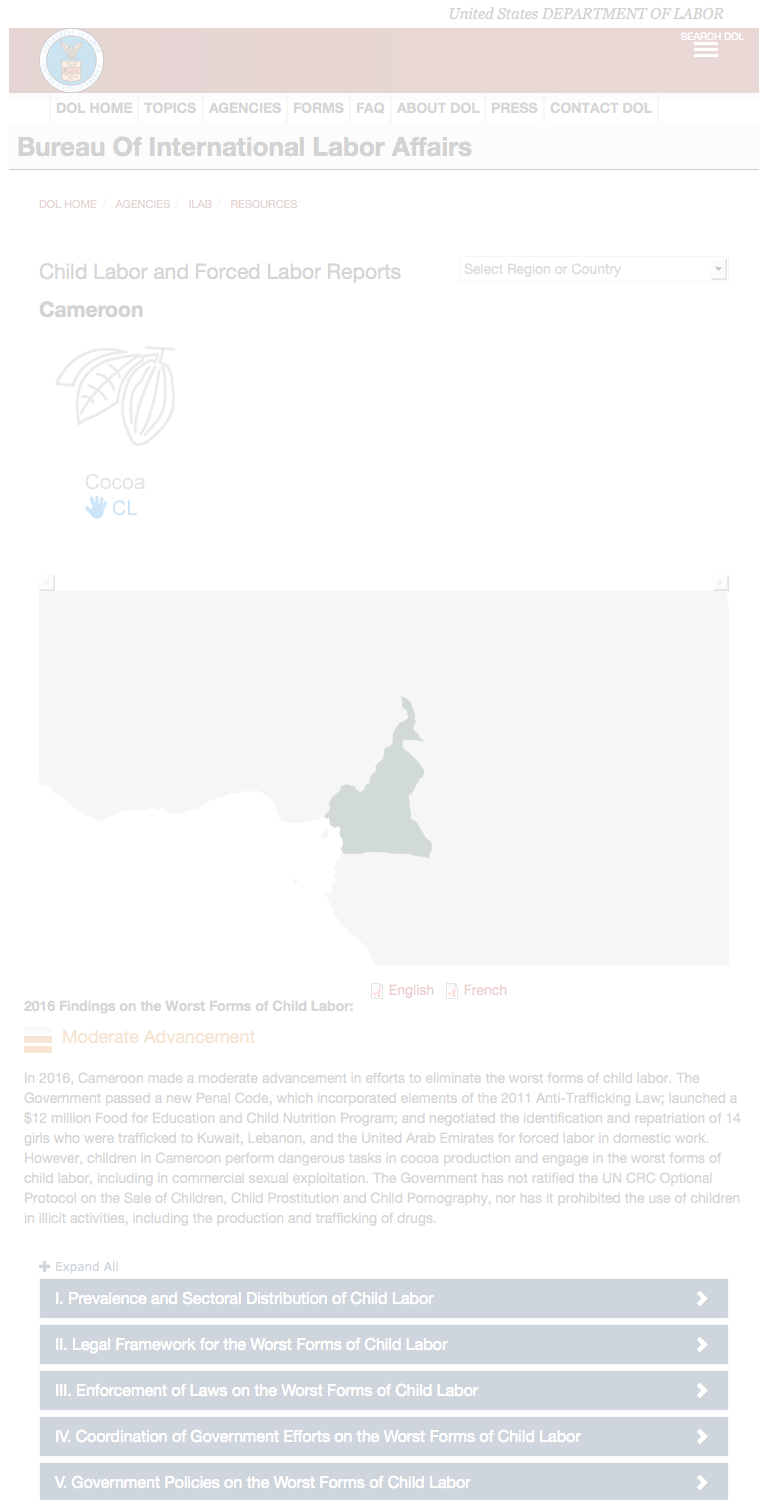 United States DEPARTMENT OF LABOR
SEARCH DOL
DOL HOME TOPICS AGENCIES FORMS FAQ ABOUT DOL PRESS CONTACT DOL
Bureau Of International Labor Affairs
DOL HOME / AGENCIES / ILAB / RESOURCES
Child Labor and Forced Labor Reports
Select Region or Country
Cameroon
Cocoa
CL
English French
2016 Findings on the Worst Forms of Child Labor:
Moderate Advancement
In 2016, Cameroon made a moderate advancement in efforts to eliminate the worst forms of child labor. The
Government passed a new Penal Code, which incorporated elements of the 2011 Anti-Trafficking Law; launched a
$12 million Food for Education and Child Nutrition Program; and negotiated the identification and repatriation of 14
girls who were trafficked to Kuwait, Lebanon, and the United Arab Emirates for forced labor in domestic work.
However, children in Cameroon perform dangerous tasks in cocoa production and engage in the worst forms of
child labor, including in commercial sexual exploitation. The Government has not ratified the UN CRC Optional
Protocol on the Sale of Children, Child Prostitution and Child Pornography, nor has it prohibited the use of children
in illicit activities, including the production and trafficking of drugs.
Expand All
I. Prevalence and Sectoral Distribution of Child Labor
II. Legal Framework for the Worst Forms of Child Labor
III. Enforcement of Laws on the Worst Forms of Child Labor
IV. Coordination of Government Efforts on the Worst Forms of Child Labor
V. Government Policies on the Worst Forms of Child Labor